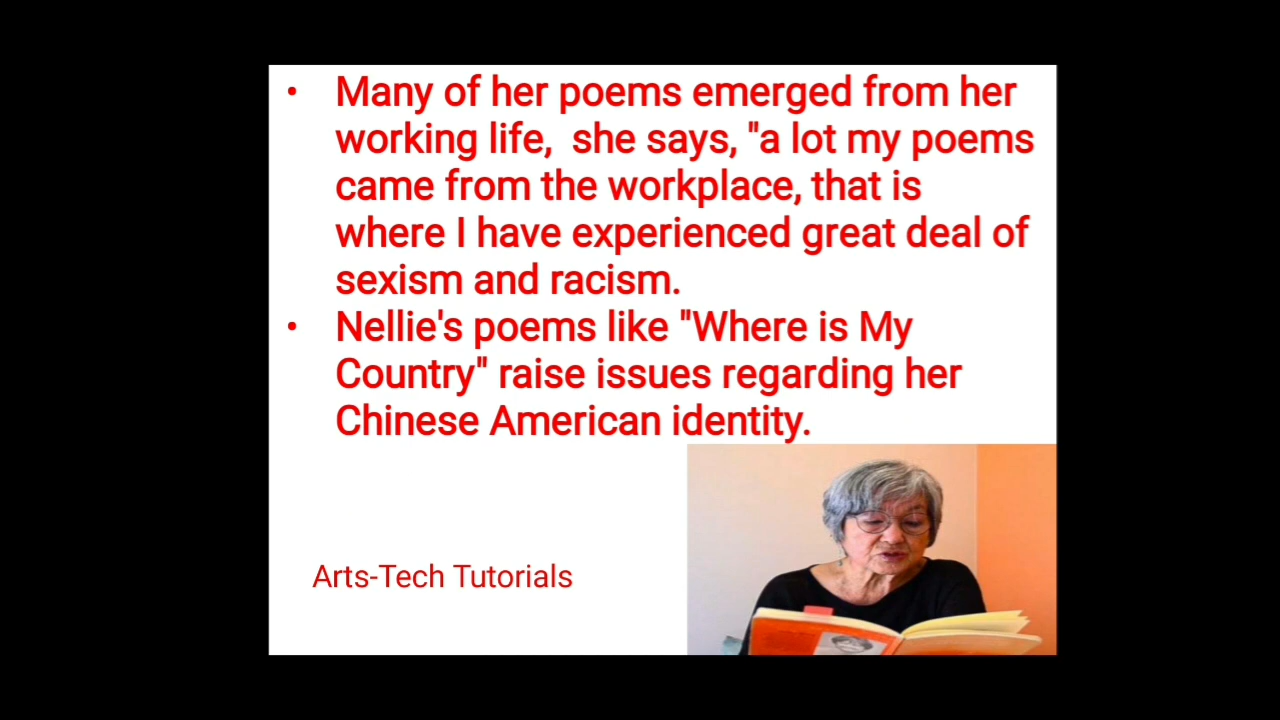 • Many of her poems emerged from her
working life,  she says, "a lot my poems
came from the workplace, that is
where I have experienced great deal of
sexism and racism.
• Nellie's poems like "Where is My
Country" raise issues regarding her
Chinese American identity.
Arts-Tech Tutorials